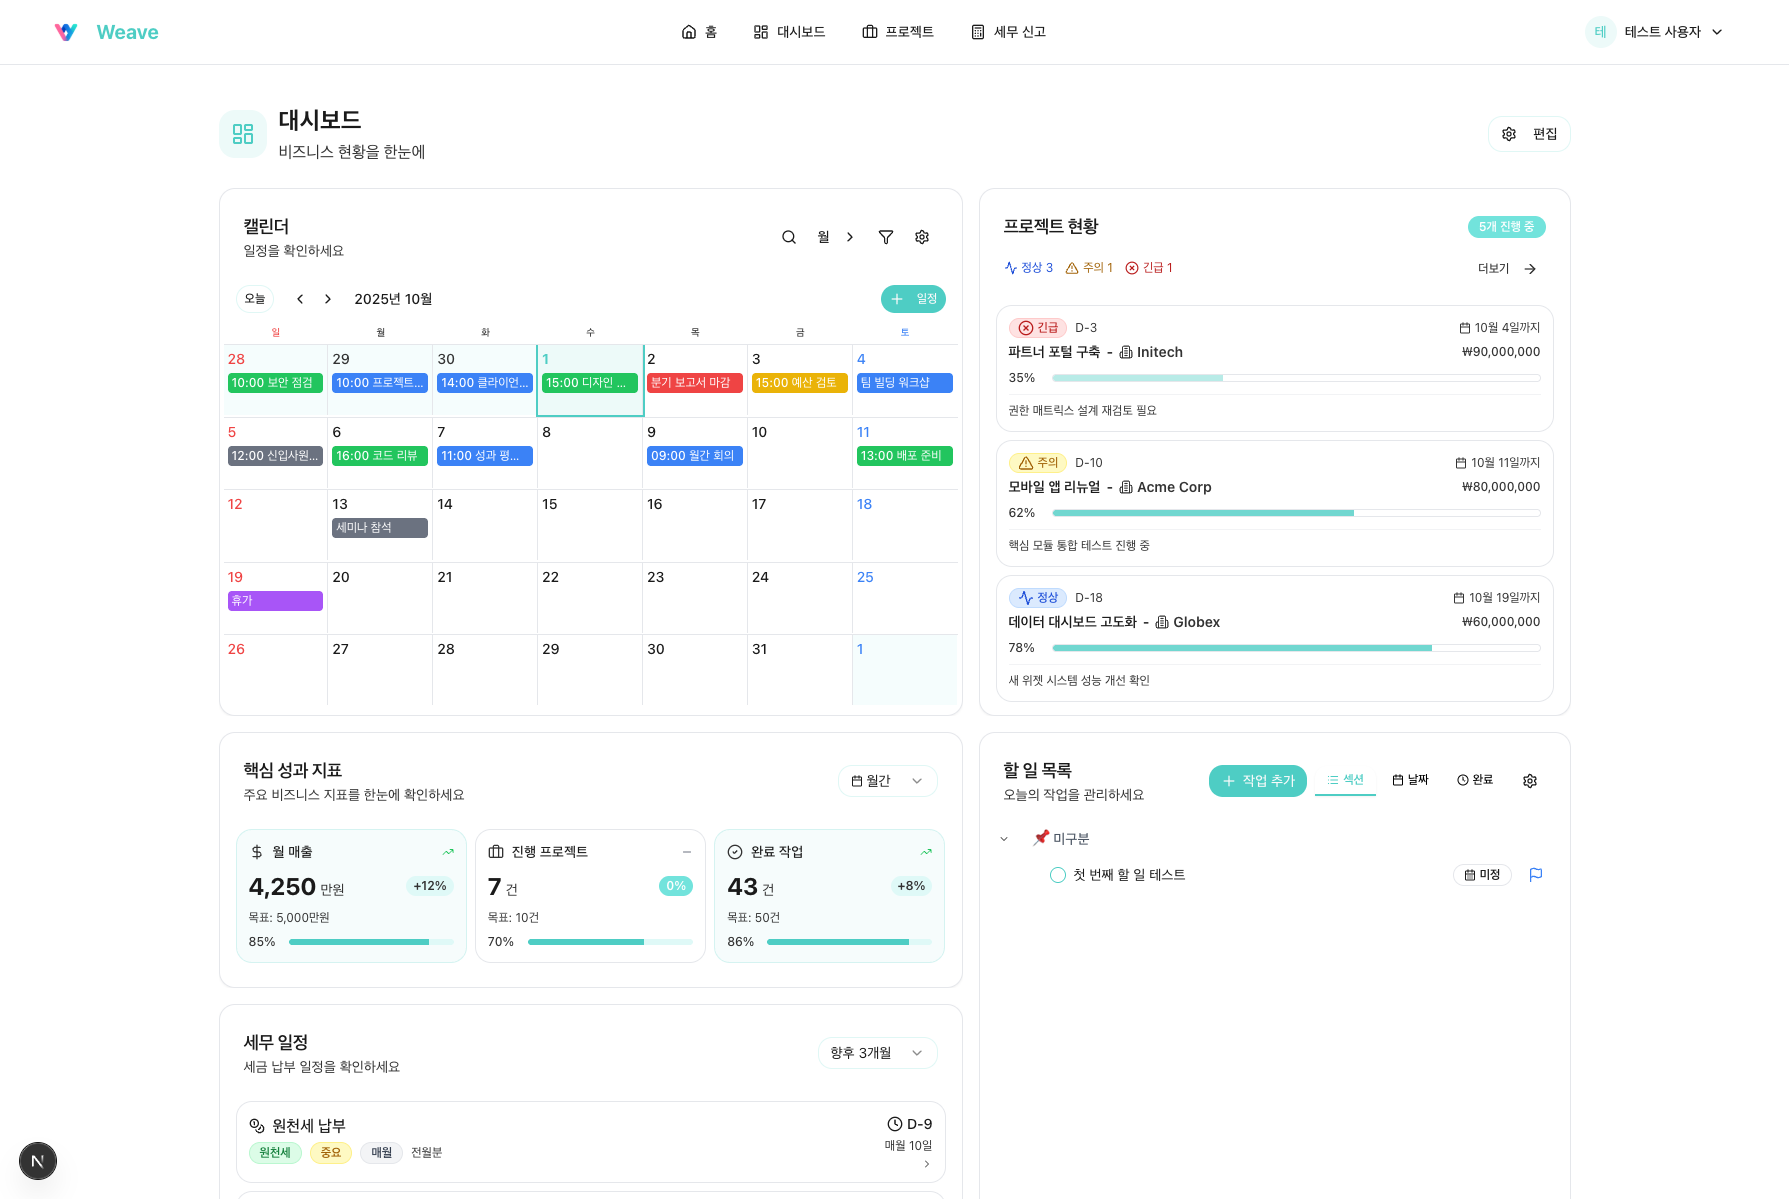 Weave
홈
대시보드
프로젝트
세무 신고
테
테스트 사용자
대시보드
비즈니스 현황을 한눈에
편집
캘린더
일정을 확인하세요
월
오늘
2025년 10월
일정
일 월 화 수 목 금 토
28 29 30 1 2 3 4
10:00 보안 점검
10:00 프로젝트...
14:00 클라이언...
15:00 디자인 ...
분기 보고서 마감
15:00 예산 검토
팀 빌딩 워크샵
5 6 7 8 9 10 11
12:00 신입사원...
16:00 코드 리뷰
11:00 성과 평...
09:00 월간 회의
13:00 배포 준비
12 13 14 15 16 17 18
세미나 참석
19 20 21 22 23 24 25
휴가
26 27 28 29 30 31 1
프로젝트 현황
5개 진행 중
정상 3
주의 1
긴급 1
더보기
긴급 D-3
10월 4일까지
파트너 포털 구축 - Initech
₩90,000,000
35%
권한 매트릭스 설계 재검토 필요
주의 D-10
10월 11일까지
모바일 앱 리뉴얼 - Acme Corp
₩80,000,000
62%
핵심 모듈 통합 테스트 진행 중
정상 D-18
10월 19일까지
데이터 대시보드 고도화 - Globex
₩60,000,000
78%
새 위젯 시스템 성능 개선 확인
핵심 성과 지표
주요 비즈니스 지표를 한눈에 확인하세요
월간
월 매출
4,250 만원
+12%
목표: 5,000만원
85%
진행 프로젝트
7 건
0%
목표: 10건
70%
완료 작업
43 건
+8%
목표: 50건
86%
할 일 목록
오늘의 작업을 관리하세요
작업 추가
섹션
날짜
완료
미구분
첫 번째 할 일 테스트
미정
세무 일정
세금 납부 일정을 확인하세요
향후 3개월
원천세 납부
D-9
원천세 중요 매월 전월분
매월 10일
N